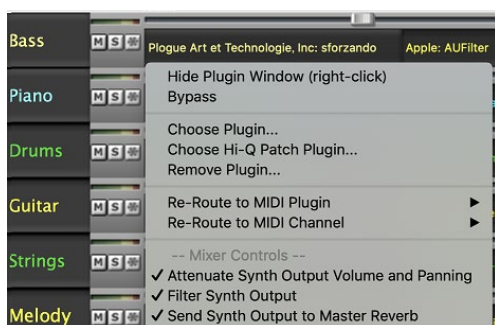 Bass M S Plogue Art et Technologie, Inc: sforzando Apple: AUFilter
Hide Plugin Window (right-click)
Piano M S Bypass
Choose Plugin...
Drums M S Choose Hi-Q Patch Plugin...
Remove Plugin...
Guitar M S Re-Route to MIDI Plugin
Re-Route to MIDI Channel
-- Mixer Controls --
Strings M S ✓ Attenuate Synth Output Volume and Panning
✓ Filter Synth Output
Melody M S ✓ Send Synth Output to Master Reverb